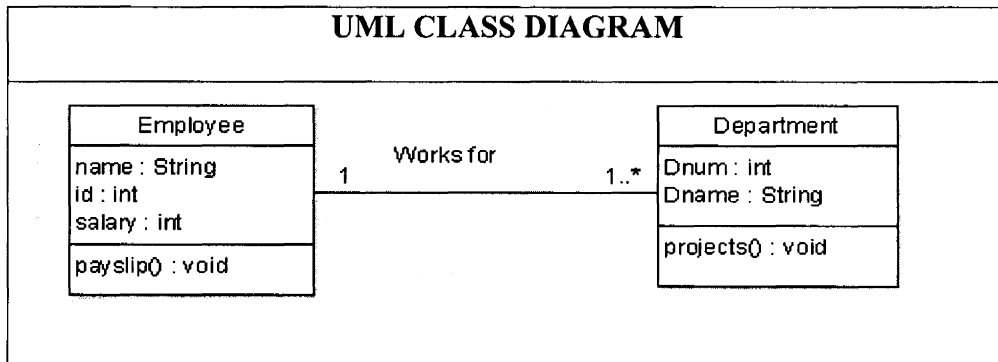 UML CLASS DIAGRAM
Employee
name : String
id : int
salary : int
payslip() : void
1
Works for
1..*
Department
Dnum : int
Dname : String
projects() : void